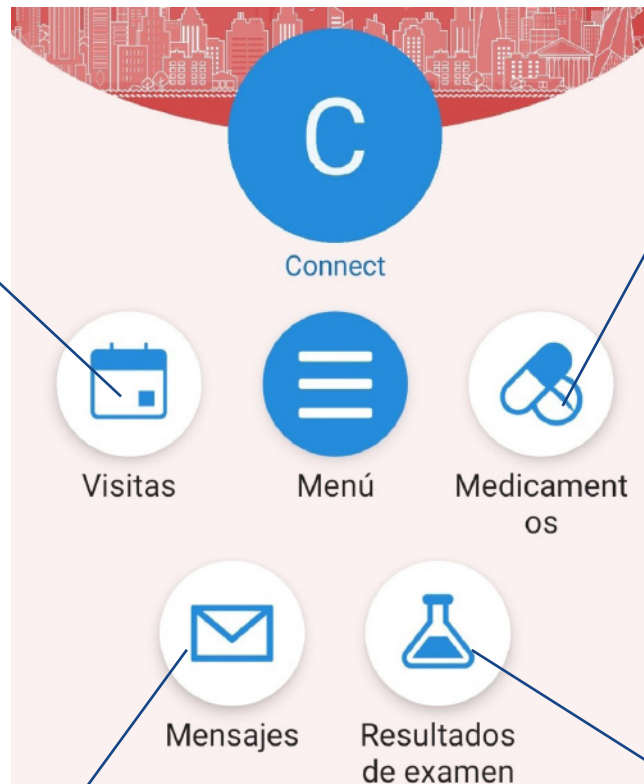 C
Connect
Visitas
Menú
Medicament
os
Mensajes
Resultados
de examen